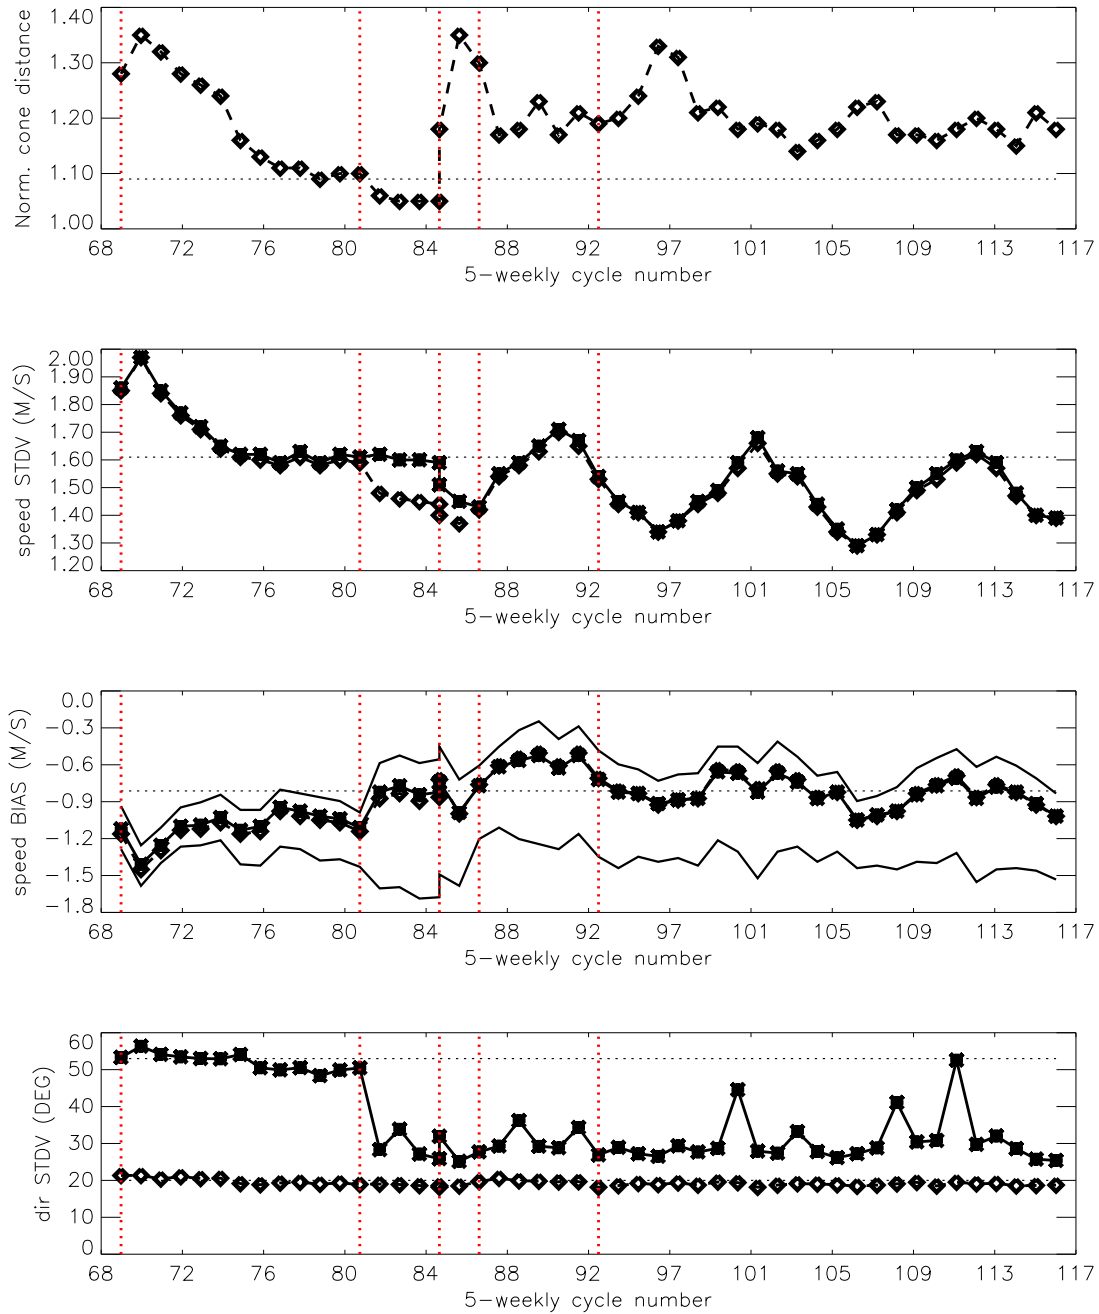 Norm. cone distance
1.40
1.30
1.20
1.10
1.00
68 72 76 80 84 88 92 97 101 105 109 113 117
5-weekly cycle number
speed STDV (M/S)
2.00
1.90
1.80
1.70
1.60
1.50
1.40
1.30
1.20
68 72 76 80 84 88 92 97 101 105 109 113 117
5-weekly cycle number
speed BIAS (M/S)
0.0
-0.3
-0.6
-0.9
-1.2
-1.5
-1.8
68 72 76 80 84 88 92 97 101 105 109 113 117
5-weekly cycle number
dir STDV (DEG)
60
50
40
30
20
10
0
68 72 76 80 84 88 92 97 101 105 109 113 117
5-weekly cycle number